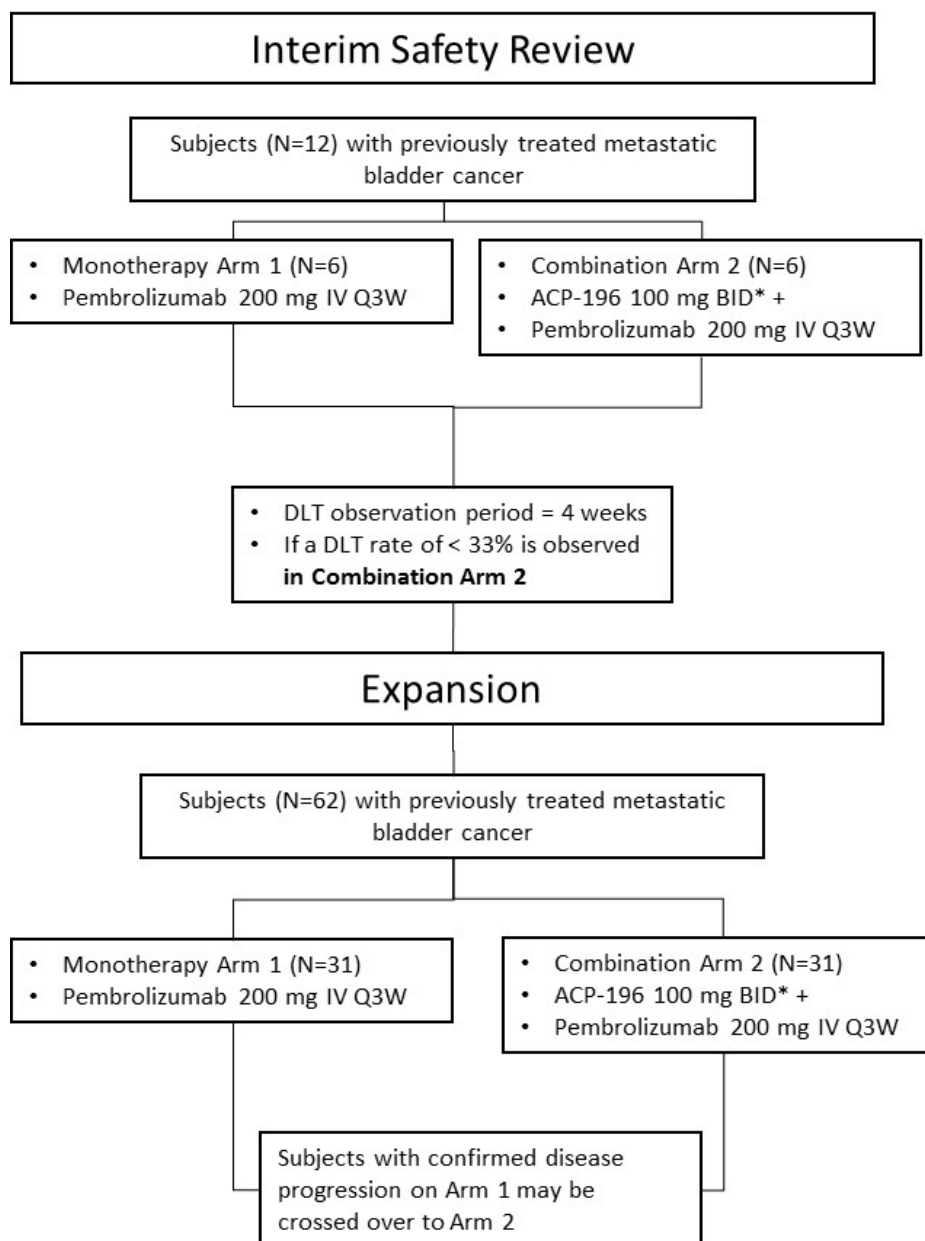 Interim Safety Review
Subjects (N=12) with previously treated metastatic
bladder cancer
• Monotherapy Arm 1 (N=6)
• Pembrolizumab 200 mg IV Q3W
• Combination Arm 2 (N=6)
• ACP-196 100 mg BID* +
• Pembrolizumab 200 mg IV Q3W
• DLT observation period = 4 weeks
• If a DLT rate of < 33% is observed
in Combination Arm 2
Expansion
Subjects (N=62) with previously treated metastatic
bladder cancer
• Monotherapy Arm 1 (N=31)
• Pembrolizumab 200 mg IV Q3W
• Combination Arm 2 (N=31)
• ACP-196 100 mg BID* +
• Pembrolizumab 200 mg IV Q3W
Subjects with confirmed disease
progression on Arm 1 may be
crossed over to Arm 2